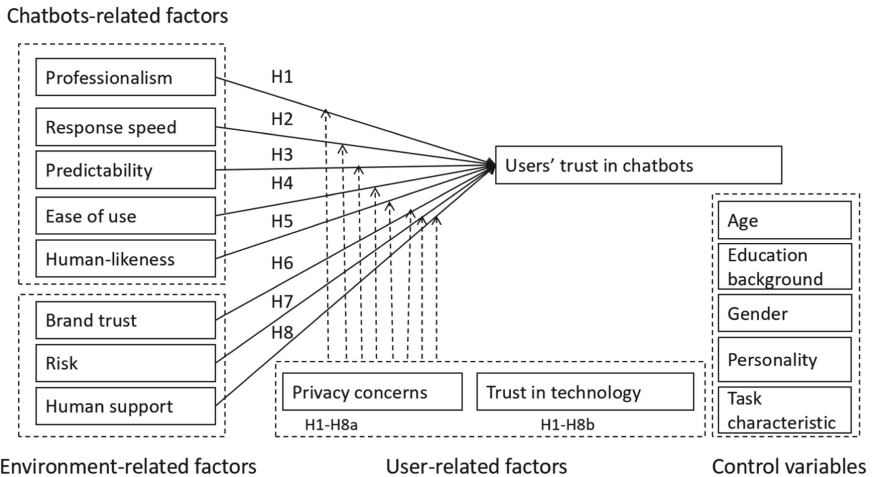 Chatbots-related factors
Professionalism
Response speed
Predictability
Ease of use
Human-likeness
H1
H2
H3
H4
H5
H6
H7
H8
Users' trust in chatbots
Brand trust
Risk
Human support
Environment-related factors
Privacy concerns
H1-H8a
Trust in technology
H1-H8b
User-related factors
Age
Education
background
Gender
Personality
Task
characteristic
Control variables